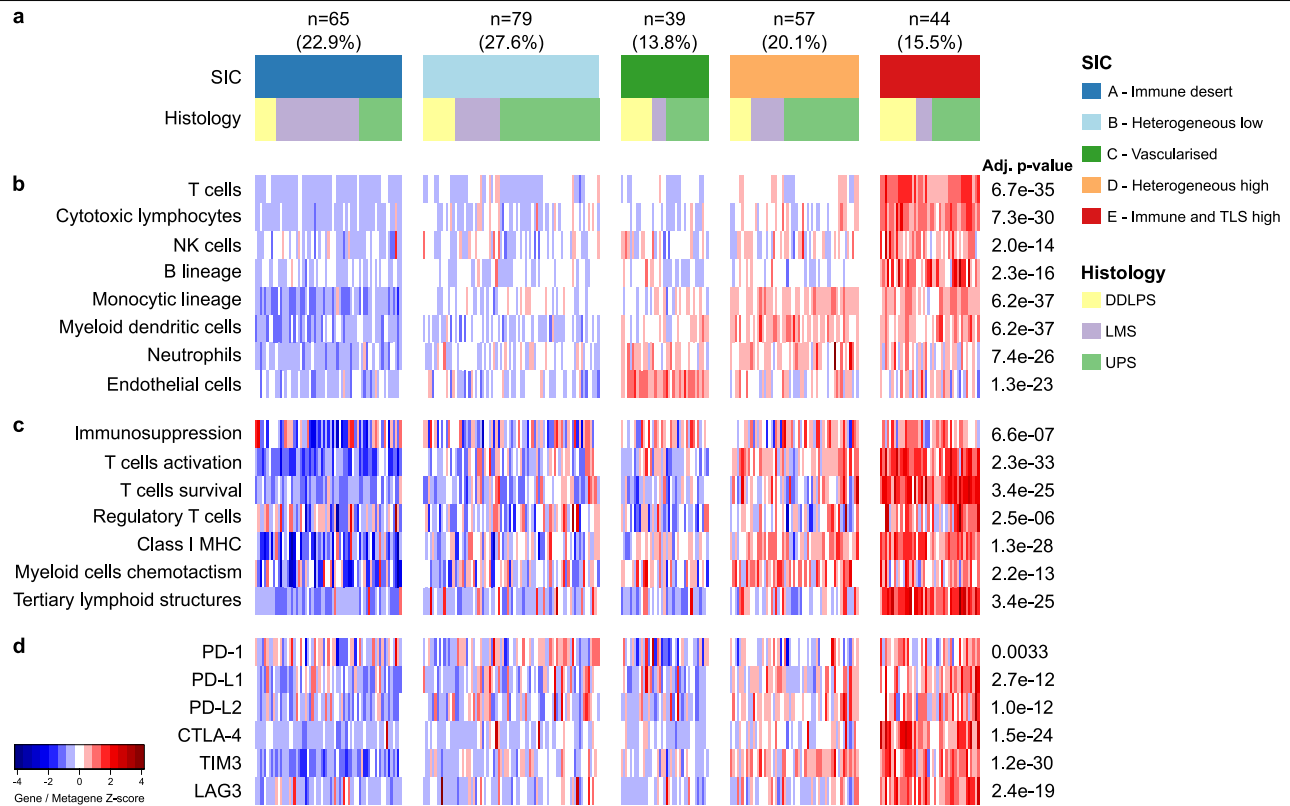 a
n=65
(22.9%)
n=79
(27.6%)
n=39
(13.8%)
n=57
(20.1%)
n=44
(15.5%)
SIC
Histology
SIC
A - Immune desert
B - Heterogeneous low
C - Vascularised
D - Heterogeneous high
E - Immune and TLS high
Histology
DDLPS
LMS
UPS
Adj. p-value
b
T cells 6.7e-35
Cytotoxic lymphocytes 7.3e-30
NK cells 2.0e-14
B lineage 2.3e-16
Monocytic lineage 6.2e-37
Myeloid dendritic cells 6.2e-37
Neutrophils 7.4e-26
Endothelial cells 1.3e-23
c
Immunosuppression 6.6e-07
T cells activation 2.3e-33
T cells survival 3.4e-25
Regulatory T cells 2.5e-06
Class I MHC 1.3e-28
Myeloid cells chemotactism 2.2e-13
Tertiary lymphoid structures 3.4e-25
d
PD-1 0.0033
PD-L1 2.7e-12
PD-L2 1.0e-12
CTLA-4 1.5e-24
TIM3 1.2e-30
LAG3 2.4e-19
-4 -2 0 2 4
Gene / Metagene Z-score